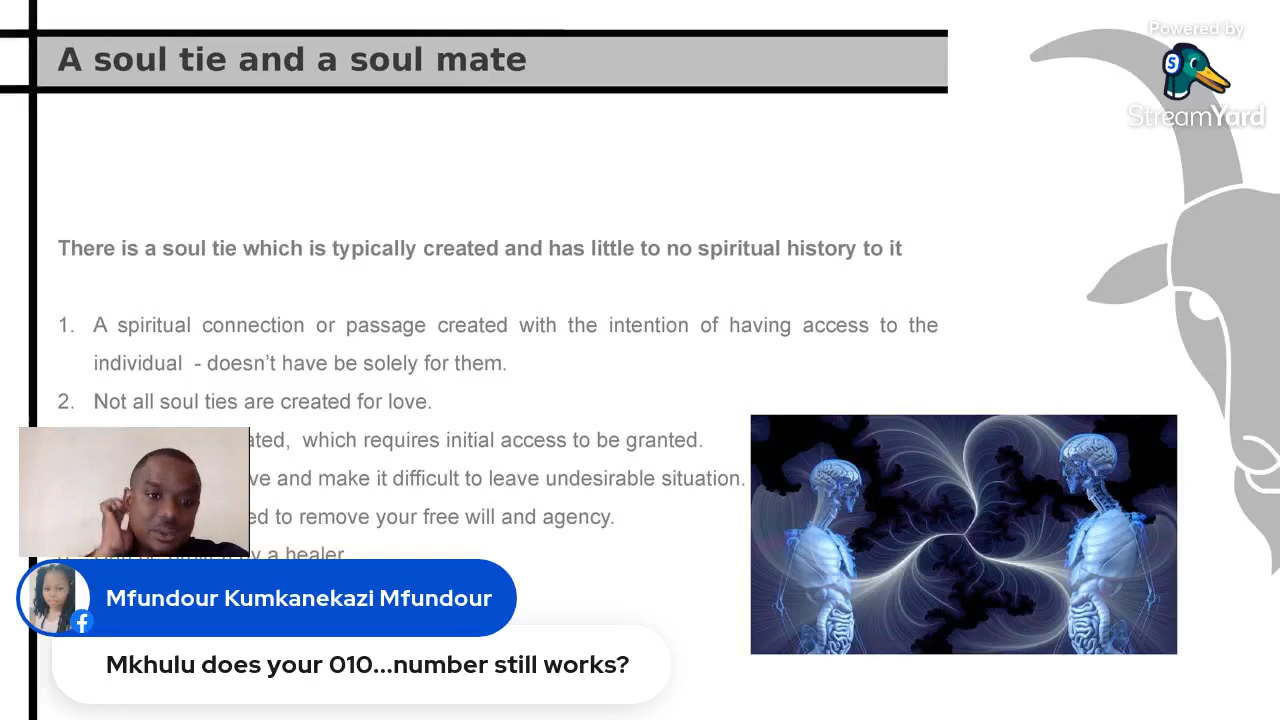 A soul tie and a soul mate
Powered by
StreamYard
There is a soul tie which is typically created and has little to no spiritual history to it
1. A spiritual connection or passage created with the intention of having access to the
individual - doesn’t have be solely for them.
2. Not all soul ties are created for love.
which requires initial access to be granted.
and make it difficult to leave undesirable situation.
to remove your free will and agency.
by a healer
Mfundour Kumkanekazi Mfundour
Mkhulu does your 010...number still works?